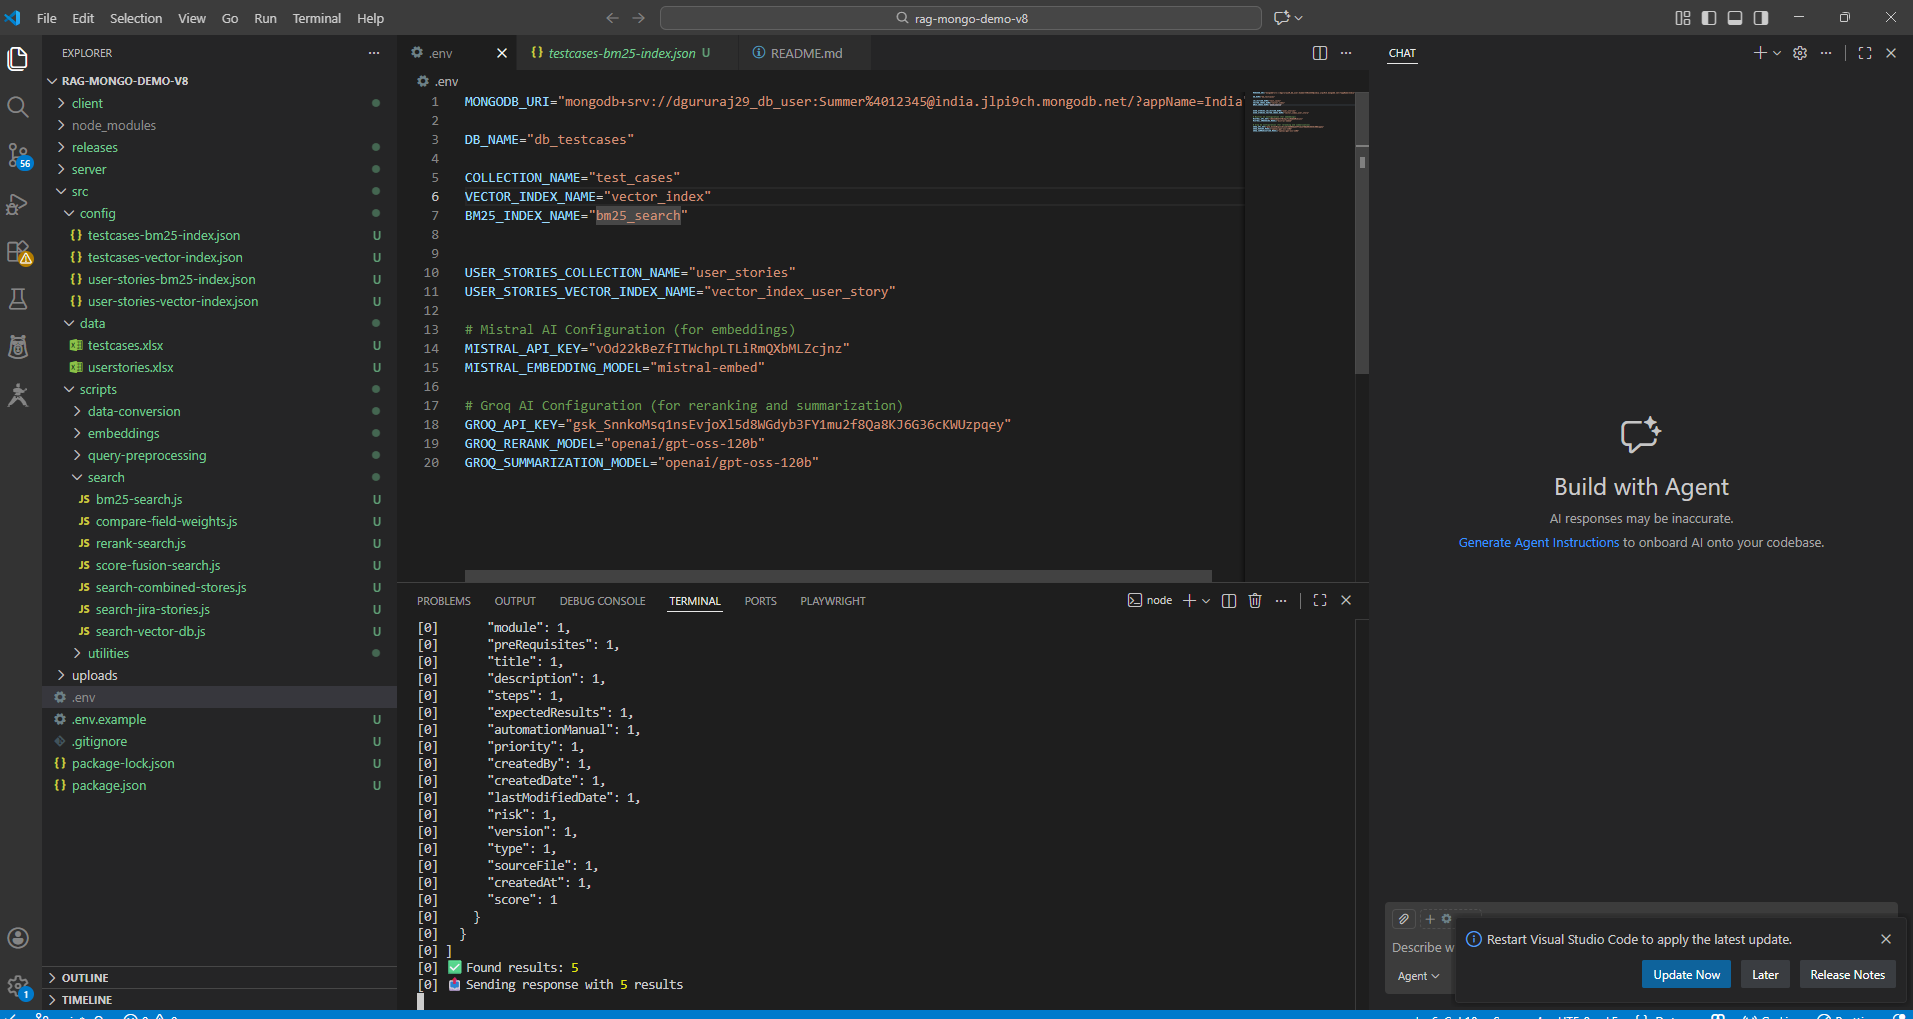 File Edit Selection View Go Run Terminal Help
rag-mongo-demo-v8
EXPLORER
RAG-MONGO-DEMO-V8
client
node_modules
releases
server
src
config
testcases-bm25-index.json U
testcases-vector-index.json U
user-stories-bm25-index.json U
user-stories-vector-index.json U
data
testcases.xlsx U
userstories.xlsx U
scripts
data-conversion
embeddings
query-preprocessing
search
bm25-search.js U
compare-field-weights.js U
rerank-search.js U
score-fusion-search.js U
search-combined-stores.js U
search-jira-stories.js U
search-vector-db.js U
utilities
uploads
.env
.env.example U
.gitignore U
package-lock.json U
package.json U
OUTLINE
TIMELINE
56
1
.env
testcases-bm25-index.json U
README.md
.env
1 MONGODB_URI="mongodb+srv://dgururaj29_db_user:Summer%4012345@india.jlpi9ch.mongodb.net/?appName=India
2
3 DB_NAME="db_testcases"
4
5 COLLECTION_NAME="test_cases"
6 VECTOR_INDEX_NAME="vector_index"
7 BM25_INDEX_NAME="bm25_search"
8
9
10 USER_STORIES_COLLECTION_NAME="user_stories"
11 USER_STORIES_VECTOR_INDEX_NAME="vector_index_user_story"
12
13 # Mistral AI Configuration (for embeddings)
14 MISTRAL_API_KEY="vOd22kBeZfITWchpLTLiRmQXbMLZcjnz"
15 MISTRAL_EMBEDDING_MODEL="mistral-embed"
16
17 # Groq AI Configuration (for reranking and summarization)
18 GROQ_API_KEY="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"
19 GROQ_RERANK_MODEL="openai/gpt-oss-120b"
20 GROQ_SUMMARIZATION_MODEL="openai/gpt-oss-120b"
PROBLEMS OUTPUT DEBUG CONSOLE TERMINAL PORTS PLAYWRIGHT
node
[0] "module": 1,
[0] "preRequisites": 1,
[0] "title": 1,
[0] "description": 1,
[0] "steps": 1,
[0] "expectedResults": 1,
[0] "automationManual": 1,
[0] "priority": 1,
[0] "createdBy": 1,
[0] "createdDate": 1,
[0] "lastModifiedDate": 1,
[0] "risk": 1,
[0] "version": 1,
[0] "type": 1,
[0] "sourceFile": 1,
[0] "createdAt": 1,
[0] "score": 1
[0] }
[0] }
[0] ]
[0] ✅ Found results: 5
[0] 📤 Sending response with 5 results
CHAT
Build with Agent
AI responses may be inaccurate.
Generate Agent Instructions to onboard AI onto your codebase.
Describe w
Agent
Restart Visual Studio Code to apply the latest update.
Update Now
Later
Release Notes